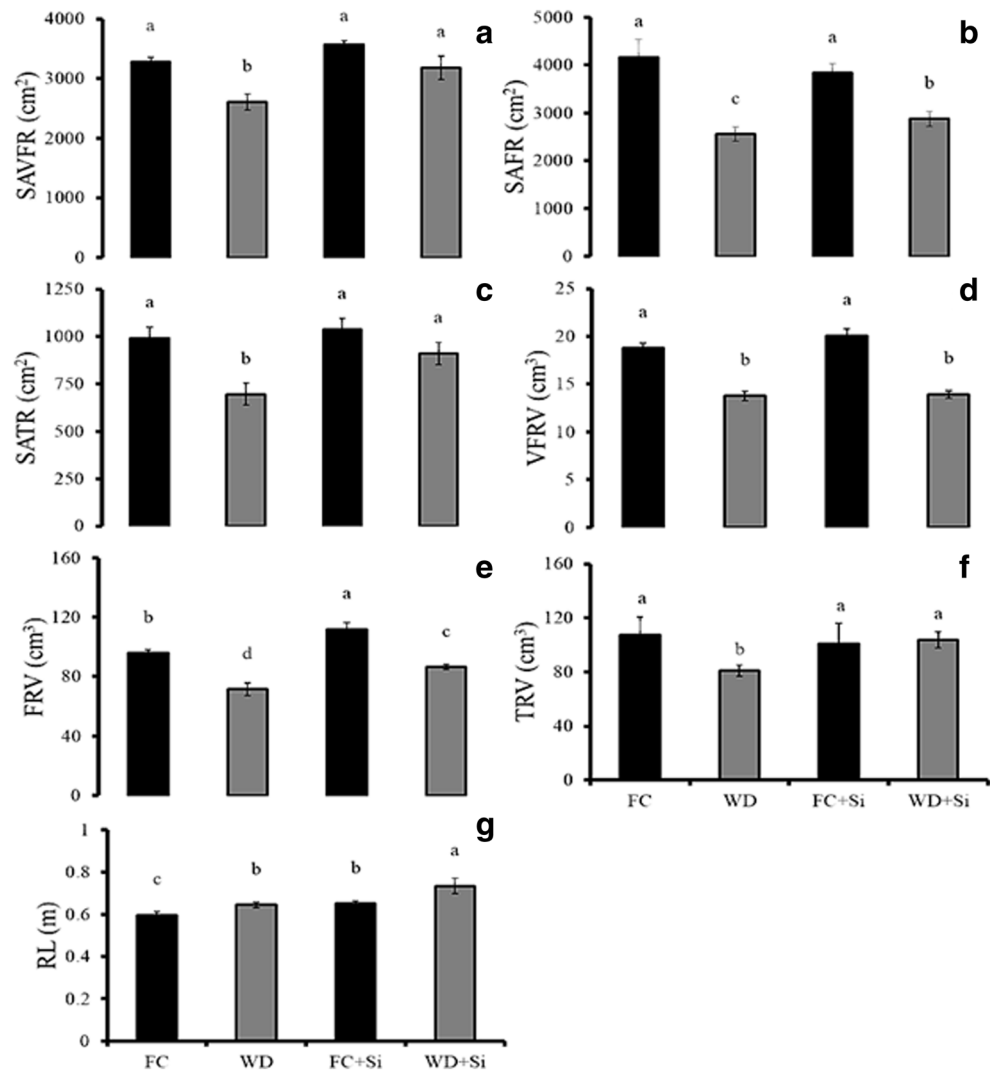 a
SAVFR (cm²)
4000
3000
2000
1000
0
a b a a
b
SAFR (cm²)
5000
4000
3000
2000
1000
0
a c a b
c
SATR (cm²)
1250
1000
750
500
250
0
a b a a
d
VFRV (cm³)
25
20
15
10
5
0
a b a b
e
FRV (cm³)
160
120
80
40
0
b d a c
f
TRV (cm³)
160
120
80
40
0
a b a a
FC WD FC+Si WD+Si
g
RL (m)
1
0.8
0.6
0.4
0.2
0
c b b a
FC WD FC+Si WD+Si